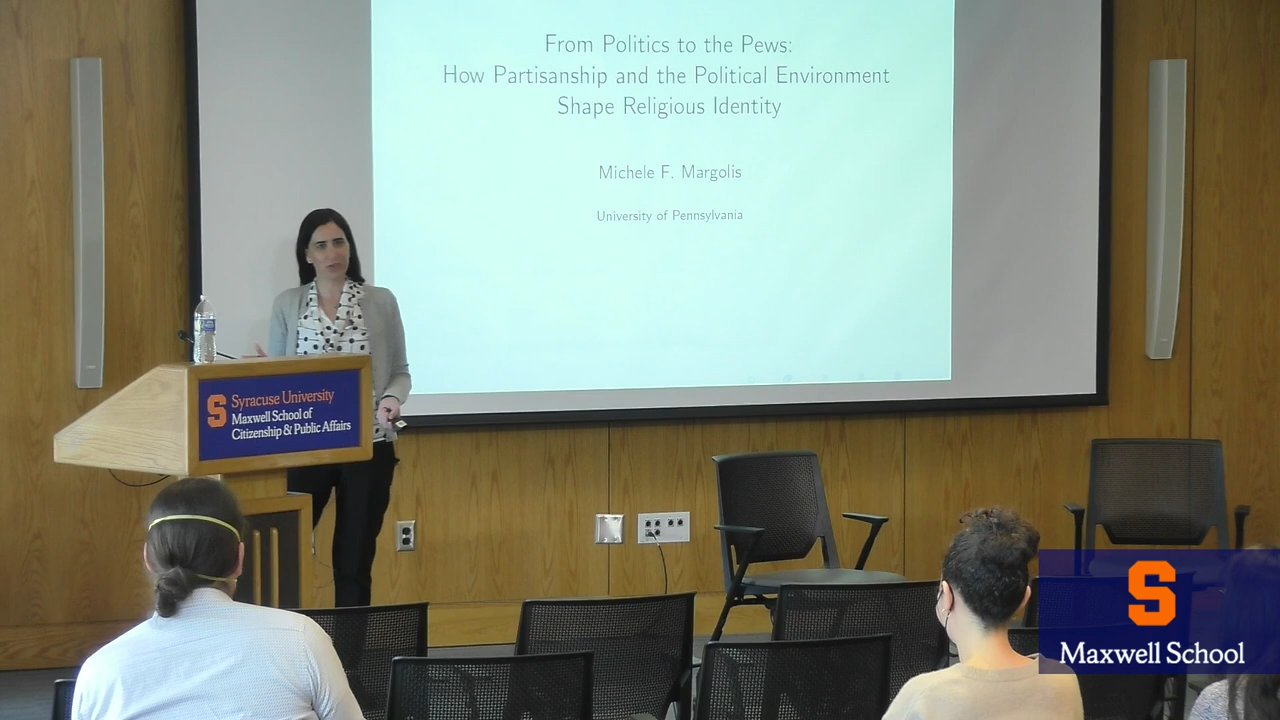 From Politics to the Pews:
How Partisanship and the Political Environment
Shape Religious Identity
Michele F. Margolis
University of Pennsylvania
S Syracuse University
Maxwell School of
Citizenship & Public Affairs
S
Maxwell School